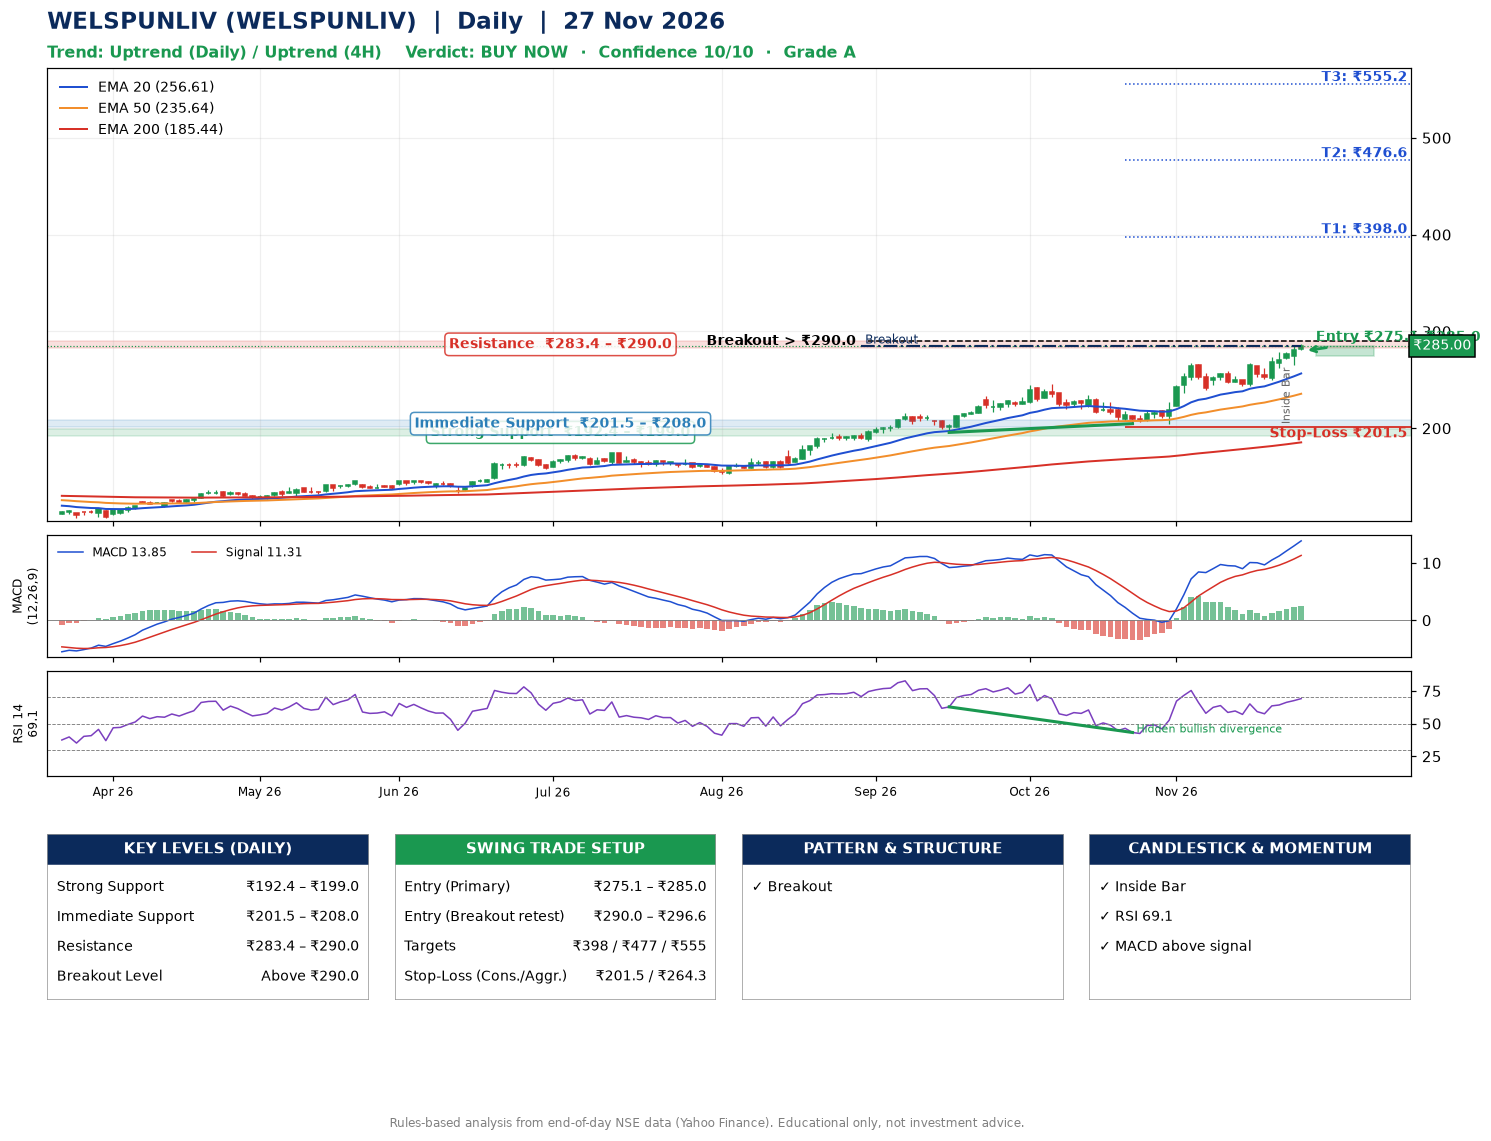 WELSPUNLIV (WELSPUNLIV) | Daily | 27 Nov 2026
Trend: Uptrend (Daily) / Uptrend (4H) Verdict: BUY NOW · Confidence 10/10 · Grade A
EMA 20 (256.61)
EMA 50 (235.64)
EMA 200 (185.44)
T3: ₹555.2
500
T2: ₹476.6
T1: ₹398.0
400
300
Entry ₹275.
Breakout > ₹290.0
Breakout
Resistance ₹283.4 – ₹290.0
₹285.00
Inside Bar
Immediate Support ₹201.5 – ₹208.0
200
Stop-Loss ₹201.5
MACD 13.85
Signal 11.31
MACD
(12,26,9)
10
0
RSI 14
69.1
75
50
25
Hidden bullish divergence
Apr 26
May 26
Jun 26
Jul 26
Aug 26
Sep 26
Oct 26
Nov 26
KEY LEVELS (DAILY)
Strong Support ₹192.4 – ₹199.0
Immediate Support ₹201.5 – ₹208.0
Resistance ₹283.4 – ₹290.0
Breakout Level Above ₹290.0
SWING TRADE SETUP
Entry (Primary) ₹275.1 – ₹285.0
Entry (Breakout retest) ₹290.0 – ₹296.6
Targets ₹398 / ₹477 / ₹555
Stop-Loss (Cons./Aggr.) ₹201.5 / ₹264.3
PATTERN & STRUCTURE
✓ Breakout
CANDLESTICK & MOMENTUM
✓ Inside Bar
✓ RSI 69.1
✓ MACD above signal
Rules-based analysis from end-of-day NSE data (Yahoo Finance). Educational only, not investment advice.